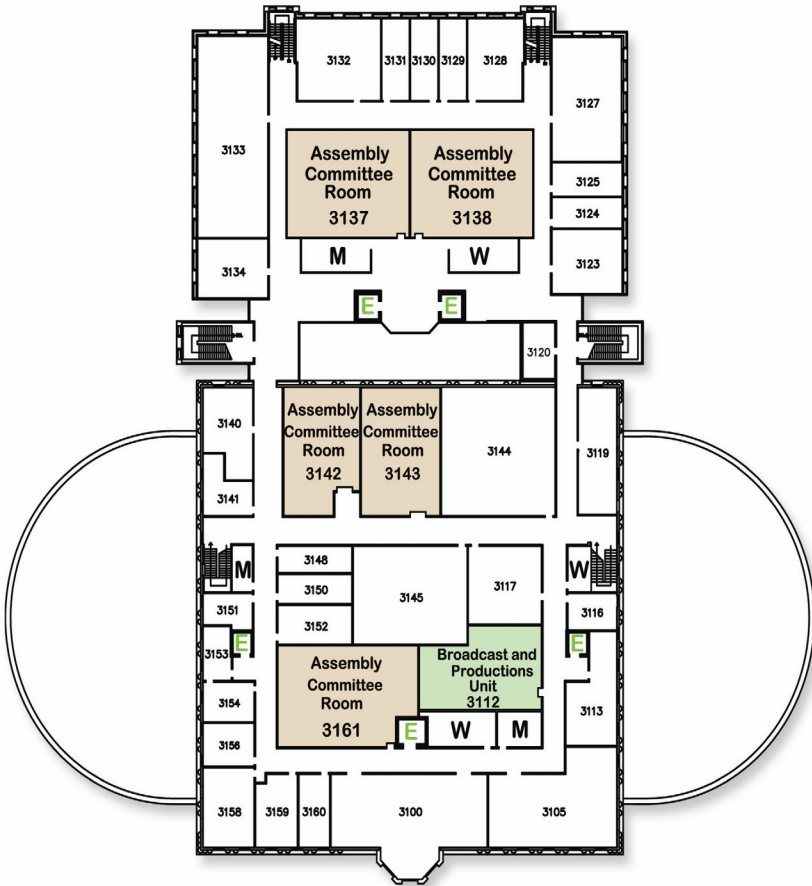 3132
3131
3130
3129
3128
3133
3127
Assembly
Committee
Room
3137
Assembly
Committee
Room
3138
3125
3124
3134
M
W
3123
E
E
3120
3140
Assembly
Committee
Room
3142
Assembly
Committee
Room
3143
3144
3119
3141
M
3148
3150
3145
3117
W
3151
3152
3116
3153
E
Assembly
Committee
Room
3161
Broadcast and
Productions
Unit
3112
E
3154
3113
3156
E
W
M
3158
3159
3160
3100
3105